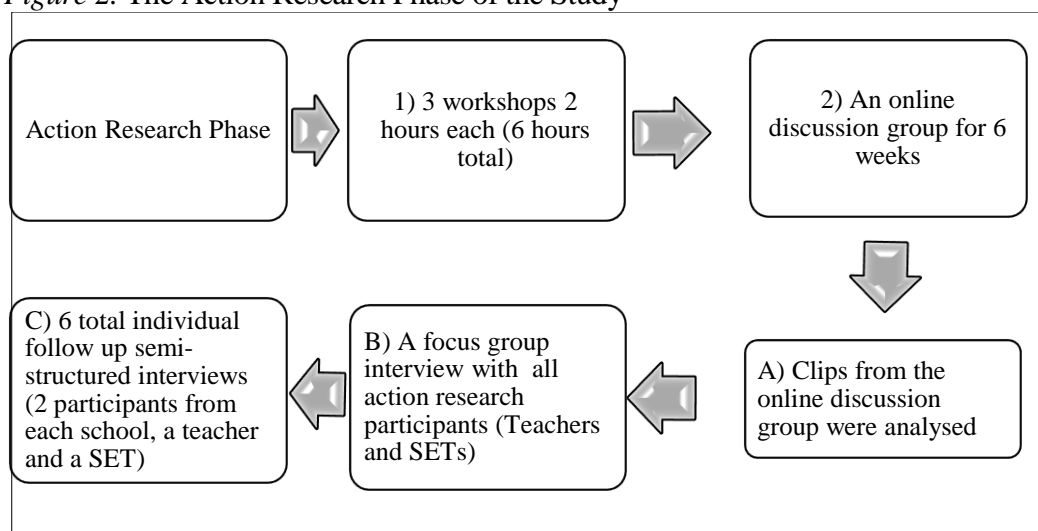 Figure 2. The Action Research Phase of the Study
Action Research Phase
1) 3 workshops 2
hours each (6 hours
total)
2) An online
discussion group for 6
weeks
A) Clips from the
online discussion
group were analysed
B) A focus group
interview with all
action research
participants (Teachers
and SETs)
C) 6 total individual
follow up semi-
structured interviews
(2 participants from
each school, a teacher
and a SET)